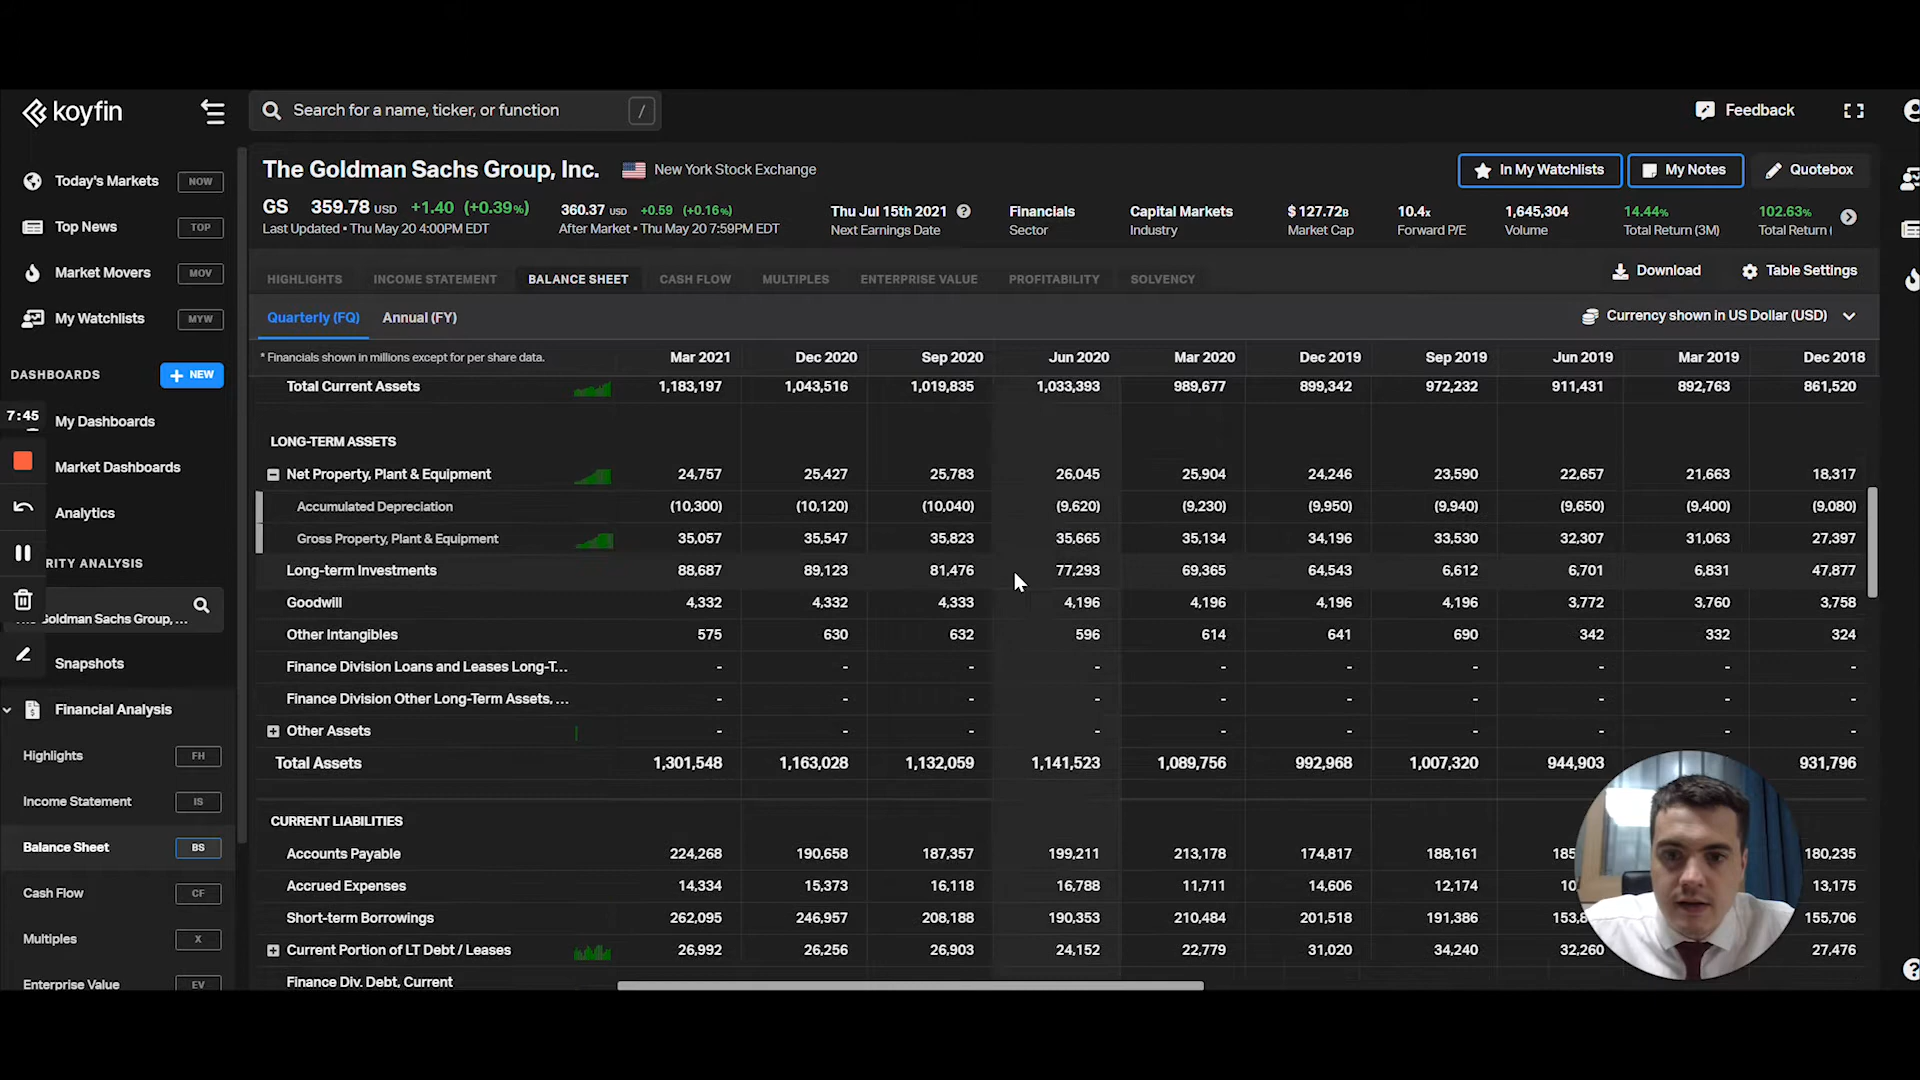 koyfin
Search for a name, ticker, or function /
Feedback
Today's Markets NOW
Top News TOP
Market Movers MOV
My Watchlists MYW
DASHBOARDS + NEW
7:45
My Dashboards
Market Dashboards
Analytics
RITY ANALYSIS
oldman Sachs Group, ...
Snapshots
Financial Analysis
Highlights FH
Income Statement IS
Balance Sheet BS
Cash Flow CF
Multiples X
Enterprise Value EV
The Goldman Sachs Group, Inc. New York Stock Exchange
In My Watchlists My Notes Quotebox
GS 359.78 USD +1.40 (+0.39%) 360.37 USD +0.59 (+0.16%)
Last Updated • Thu May 20 4:00PM EDT After Market • Thu May 20 7:59PM EDT
Thu Jul 15th 2021 Financials Capital Markets $ 127.72B 10.4x 1,645,304 14.44% 102.63%
Next Earnings Date Sector Industry Market Cap Forward P/E Volume Total Return (3M) Total Return (
HIGHLIGHTS INCOME STATEMENT BALANCE SHEET CASH FLOW MULTIPLES ENTERPRISE VALUE PROFITABILITY SOLVENCY
Download Table Settings
Quarterly (FQ) Annual (FY) Currency shown in US Dollar (USD)
* Financials shown in millions except for per share data. Mar 2021 Dec 2020 Sep 2020 Jun 2020 Mar 2020 Dec 2019 Sep 2019 Jun 2019 Mar 2019 Dec 2018
Total Current Assets 1,183,197 1,043,516 1,019,835 1,033,393 989,677 899,342 972,232 911,431 892,763 861,520
LONG-TERM ASSETS
Net Property, Plant & Equipment 24,757 25,427 25,783 26,045 25,904 24,246 23,590 22,657 21,663 18,317
Accumulated Depreciation (10,300) (10,120) (10,040) (9,620) (9,230) (9,950) (9,940) (9,650) (9,400) (9,080)
Gross Property, Plant & Equipment 35,057 35,547 35,823 35,665 35,134 34,196 33,530 32,307 31,063 27,397
Long-term Investments 88,687 89,123 81,476 77,293 69,365 64,543 6,612 6,701 6,831 47,877
Goodwill 4,332 4,332 4,333 4,196 4,196 4,196 4,196 3,772 3,760 3,758
Other Intangibles 575 630 632 596 614 641 690 342 332 324
Finance Division Loans and Leases Long-T... - - - - - - - - - -
Finance Division Other Long-Term Assets, ... - - - - - - - - - -
Other Assets - - - - - - - - - -
Total Assets 1,301,548 1,163,028 1,132,059 1,141,523 1,089,756 992,968 1,007,320 944,903 931,796
CURRENT LIABILITIES
Accounts Payable 224,268 190,658 187,357 199,211 213,178 174,817 188,161 185 180,235
Accrued Expenses 14,334 15,373 16,118 16,788 11,711 14,606 12,174 10, 13,175
Short-term Borrowings 262,095 246,957 208,188 190,353 210,484 201,518 191,386 153,8 155,706
Current Portion of LT Debt / Leases 26,992 26,256 26,903 24,152 22,779 31,020 34,240 32,260 27,476
Finance Div. Debt, Current